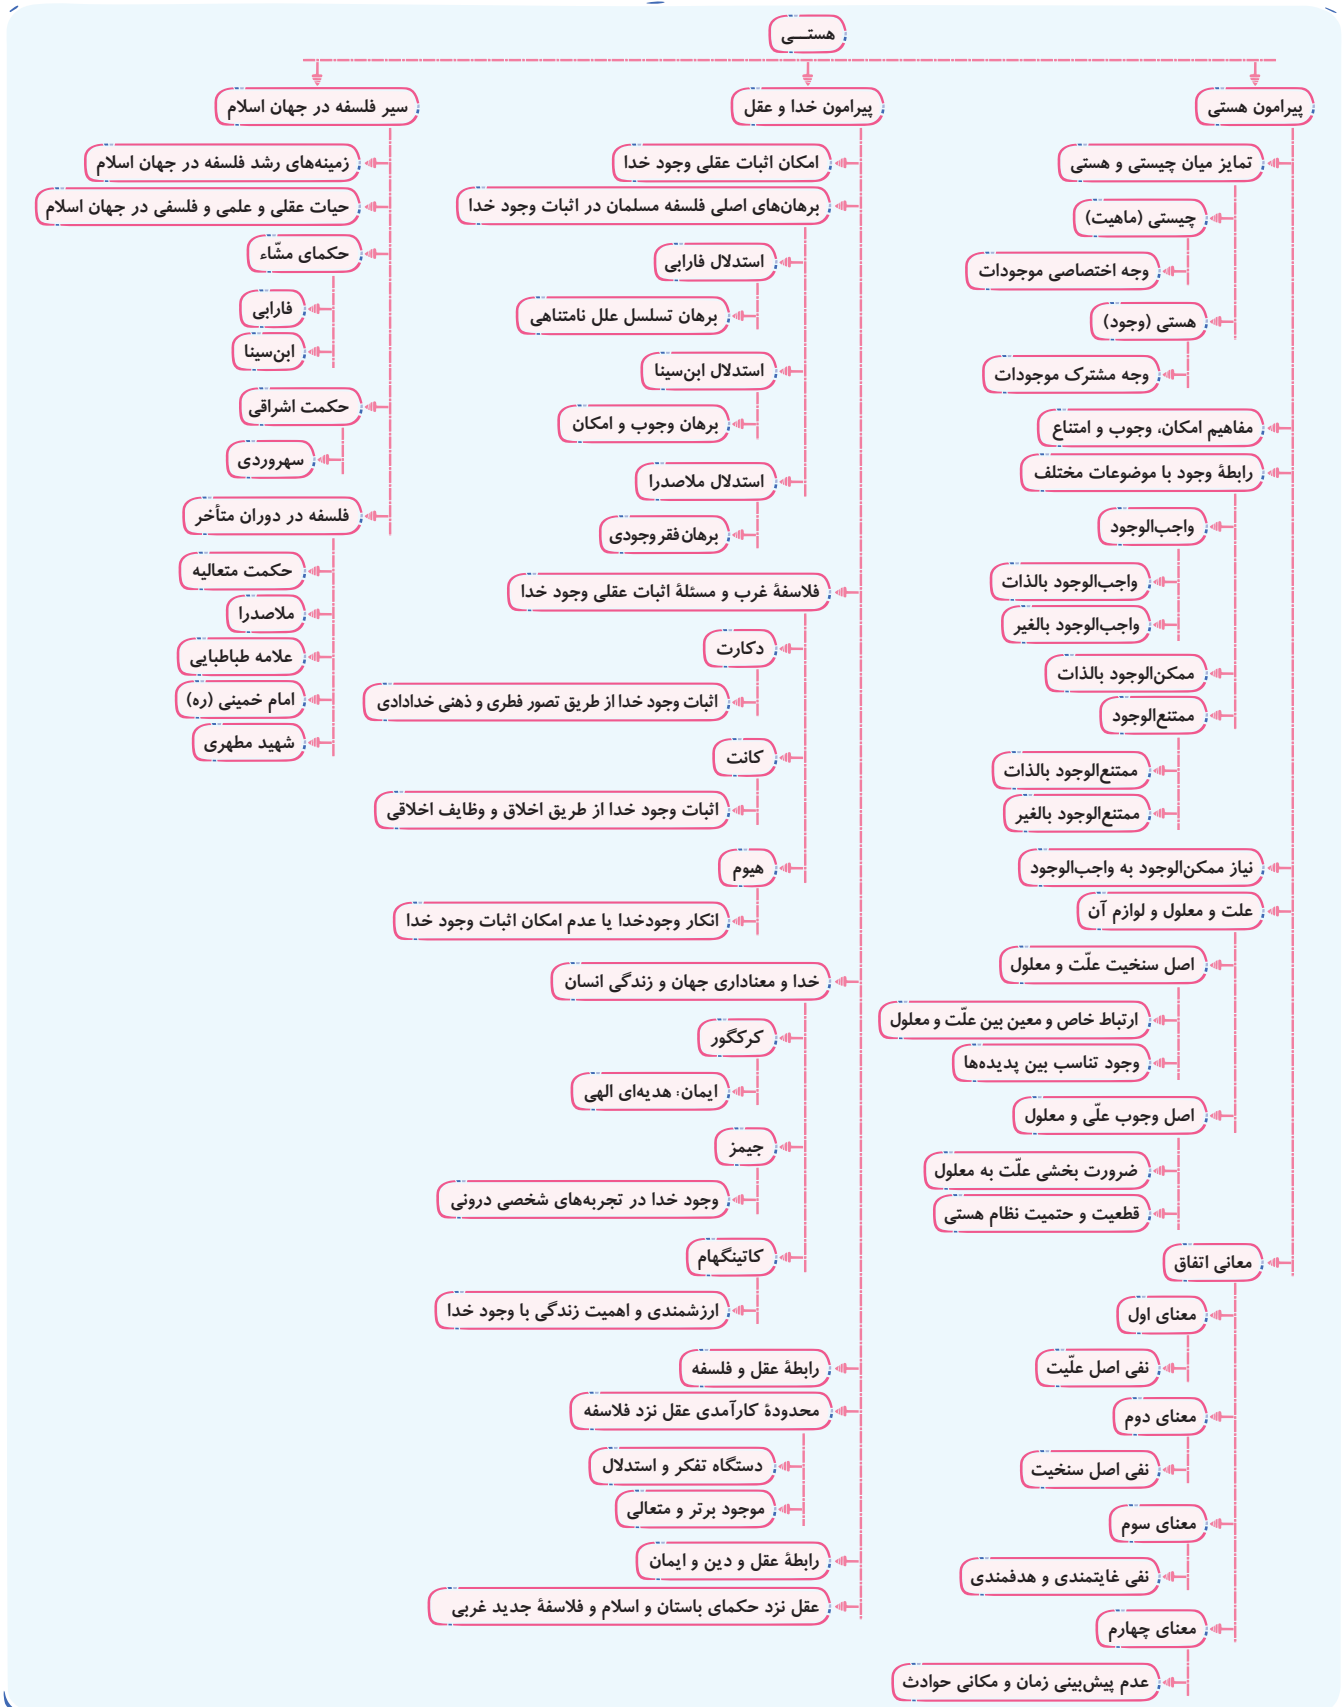 هستی
پیرامون هستی
تمایز میان چیستی و هستی
چیستی (ماهیت)
وجه اختصاصی موجودات
هستی (وجود)
وجه مشترک موجودات
مفاهیم امکان، وجوب و امتناع
رابطهٔ وجود با موضوعات مختلف
واجب‌الوجود
واجب‌الوجود بالذات
واجب‌الوجود بالغیر
ممکن‌الوجود بالذات
ممتنع‌الوجود
ممتنع‌الوجود بالذات
ممتنع‌الوجود بالغیر
نیاز ممکن‌الوجود به واجب‌الوجود
علت و معلول و لوازم آن
اصل سنخیت علّت و معلول
ارتباط خاص و معین بین علّت و معلول
وجود تناسب بین پدیده‌ها
اصل وجوب علّی و معلول
ضرورت بخشی علّت به معلول
قطعیت و حتمیت نظام هستی
معانی اتفاق
معنای اول
نفی اصل علّیت
معنای دوم
نفی اصل سنخیت
معنای سوم
نفی غایتمندی و هدفمندی
معنای چهارم
عدم پیش‌بینی زمان و مکانی حوادث
پیرامون خدا و عقل
امکان اثبات عقلی وجود خدا
برهان‌های اصلی فلسفه مسلمان در اثبات وجود خدا
استدلال فارابی
برهان تسلسل علل نامتناهی
استدلال ابن‌سینا
برهان وجوب و امکان
استدلال ملاصدرا
برهان فقر وجودی
فلاسفهٔ غرب و مسئلهٔ اثبات عقلی وجود خدا
دکارت
اثبات وجود خدا از طریق تصور فطری و ذهنی خدادادی
کانت
اثبات وجود خدا از طریق اخلاق و وظایف اخلاقی
هیوم
انکار وجودخدا یا عدم امکان اثبات وجود خدا
خدا و معناداری جهان و زندگی انسان
کرکگور
ایمان: هدیه‌ای الهی
جیمز
وجود خدا در تجربه‌های شخصی درونی
کاتینگهام
ارزشمندی و اهمیت زندگی با وجود خدا
رابطهٔ عقل و فلسفه
محدودهٔ کارآمدی عقل نزد فلاسفه
دستگاه تفکر و استدلال
موجود برتر و متعالی
رابطهٔ عقل و دین و ایمان
عقل نزد حکمای باستان و اسلام و فلاسفهٔ جدید غربی
سیر فلسفه در جهان اسلام
زمینه‌های رشد فلسفه در جهان اسلام
حیات عقلی و علمی و فلسفی در جهان اسلام
حکمای مشّاء
فارابی
ابن‌سینا
حکمت اشراقی
سهروردی
فلسفه در دوران متأخر
حکمت متعالیه
ملاصدرا
علامه طباطبایی
امام خمینی (ره)
شهید مطهری